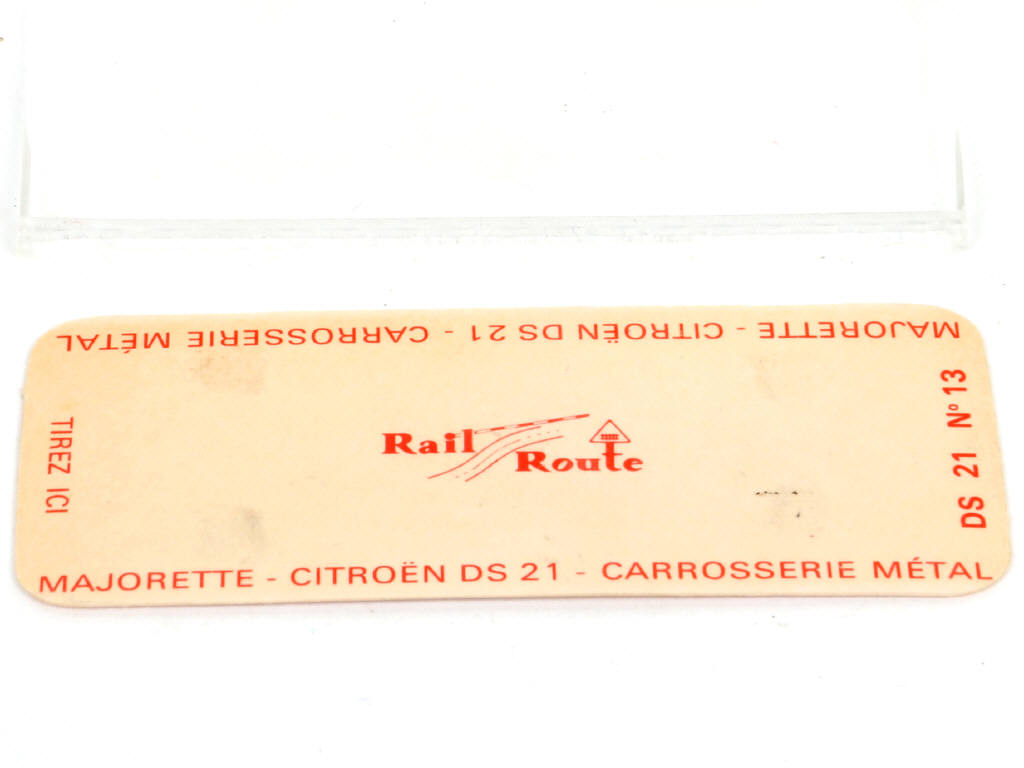 MAJORETTE - CITROËN DS 21 - CARROSSERIE MÉTAL
TIREZ ICI
Rail
Route
DS 21 Nº 13
MAJORETTE - CITROËN DS 21 - CARROSSERIE MÉTAL